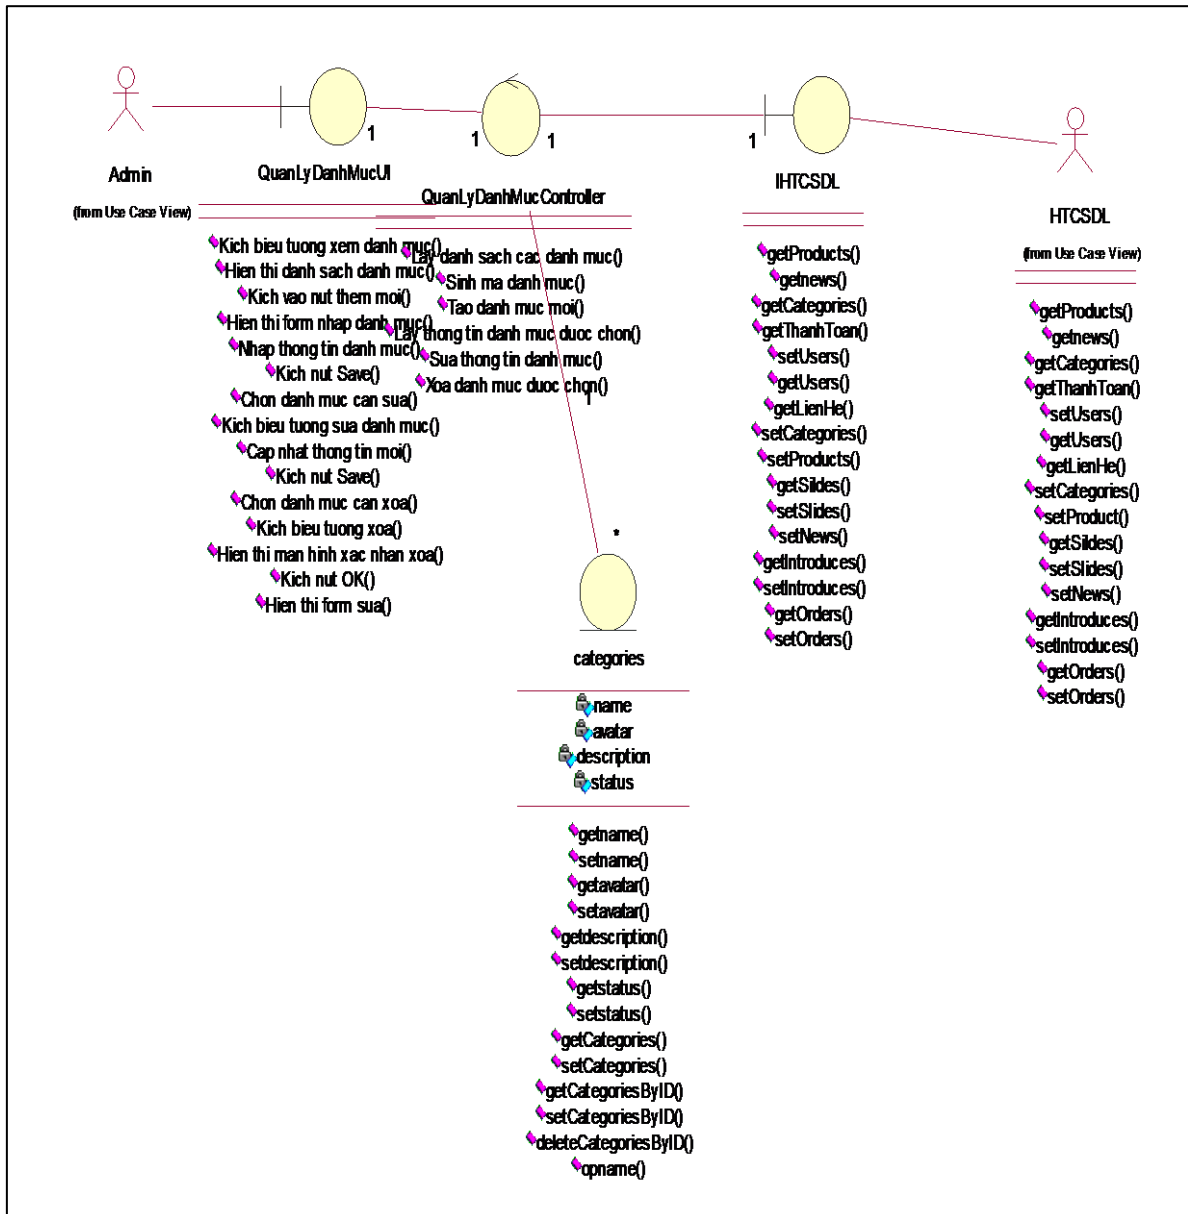 Admin
(from Use Case View)
1
QuanLyDanhMucUI
Kich bieu tuong xem danh muc()
Hien thi danh sach danh muc()
Kich vao nut them moi()
Hien thi form nhap danh muc()
Nhap thong tin danh muc()
Kich nut Save()
Chon danh muc can sua()
Kich bieu tuong sua danh muc()
Cap nhat thong tin moi()
Kich nut Save()
Chon danh muc can xoa()
Kich bieu tuong xoa()
Hien thi man hinh xac nhan xoa()
Kich nut OK()
Hien thi form sua()
1
1
QuanLyDanhMucController
Lay danh sach cac danh muc()
Sinh ma danh muc()
Tao danh muc moi()
Lay thong tin danh muc duoc chon()
Sua thong tin danh muc()
Xoa danh muc duoc chon()
1
*
categories
name
avatar
description
status
getname()
setname()
getavatar()
setavatar()
getdescription()
setdescription()
getstatus()
setstatus()
getCategories()
setCategories()
getCategoriesByID()
setCategoriesByID()
deleteCategoriesByID()
opname()
1
IHTCSDL
getProducts()
getnews()
getCategories()
getThanhToan()
setUsers()
getUsers()
getLienHe()
setCategories()
setProducts()
getSildes()
setSlides()
setNews()
getIntroduces()
setIntroduces()
getOrders()
setOrders()
HTCSDL
(from Use Case View)
getProducts()
getnews()
getCategories()
getThanhToan()
setUsers()
getUsers()
getLienHe()
setCategories()
setProduct()
getSildes()
setSlides()
setNews()
getIntroduces()
setIntroduces()
getOrders()
setOrders()